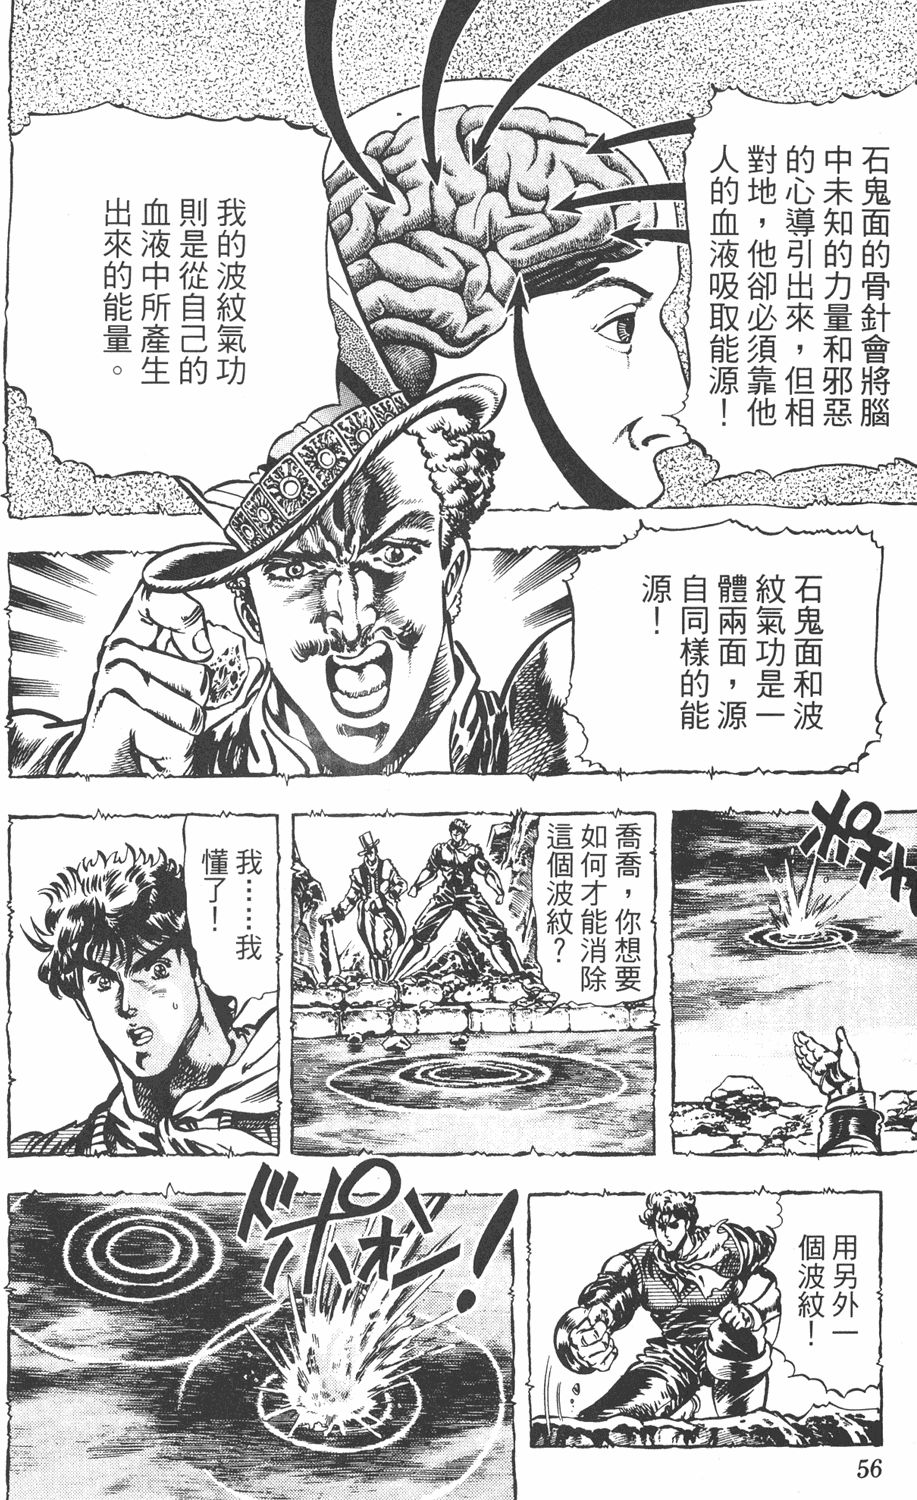 石鬼面的骨針會將腦
中未知的力量和邪惡
的心導引出來，但相
對地，他卻必須靠他
人的血液吸取能源！
我的波紋氣功
則是從自己的
血液中所產生
出來的能量。
石鬼面和波
紋氣功是一
體兩面，源
自同樣的能
源！
ポチャ
喬喬，你想要
如何才能消除
這個波紋？
我……我
懂了！
用另外一
個波紋！
ドポォン！
56